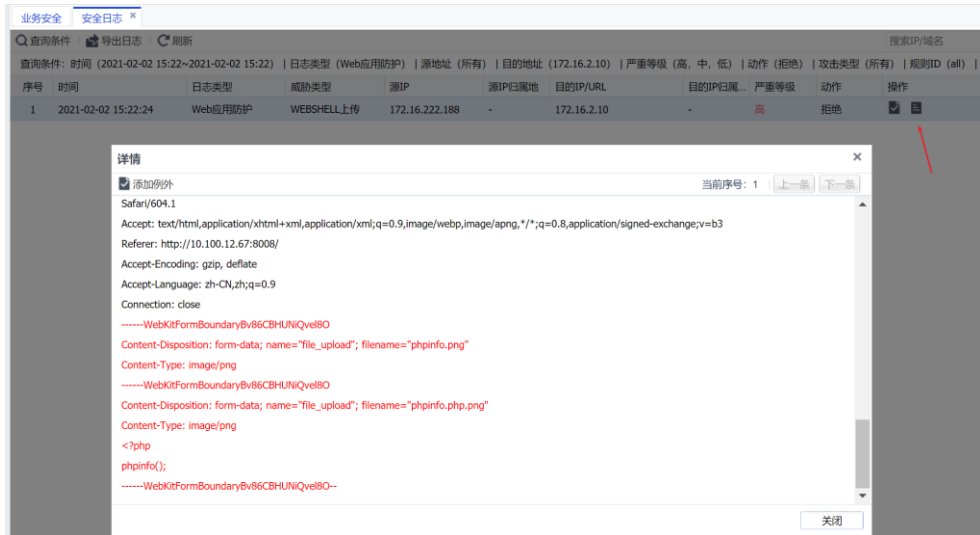 业务安全 安全日志 ×
查询条件 导出日志 刷新 搜索IP/域名
查询条件: 时间 (2021-02-02 15:22~2021-02-02 15:22) | 日志类型 (Web应用防护) | 源地址 (所有) | 目的地址 (172.16.2.10) | 严重等级 (高, 中, 低) | 动作 (拒绝) | 攻击类型 (所有) | 规则ID (all) |
序号 时间 日志类型 威胁类型 源IP 源IP归属地 目的IP/URL 目的IP归属... 严重等级 动作 操作
1 2021-02-02 15:22:24 Web应用防护 WEBSHELL上传 172.16.222.188 - 172.16.2.10 - 高 拒绝
详情 ×
添加例外 当前序号: 1 上一条 下一条
Safari/604.1
Accept: text/html,application/xhtml+xml,application/xml;q=0.9,image/webp,image/apng,*/*;q=0.8,application/signed-exchange;v=b3
Referer: http://10.100.12.67:8008/
Accept-Encoding: gzip, deflate
Accept-Language: zh-CN,zh;q=0.9
Connection: close
------WebKitFormBoundaryBv86CBHUNiQvel8O
Content-Disposition: form-data; name="file_upload"; filename="phpinfo.png"
Content-Type: image/png
------WebKitFormBoundaryBv86CBHUNiQvel8O
Content-Disposition: form-data; name="file_upload"; filename="phpinfo.php.png"
Content-Type: image/png
<?php
phpinfo();
------WebKitFormBoundaryBv86CBHUNiQvel8O--
关闭